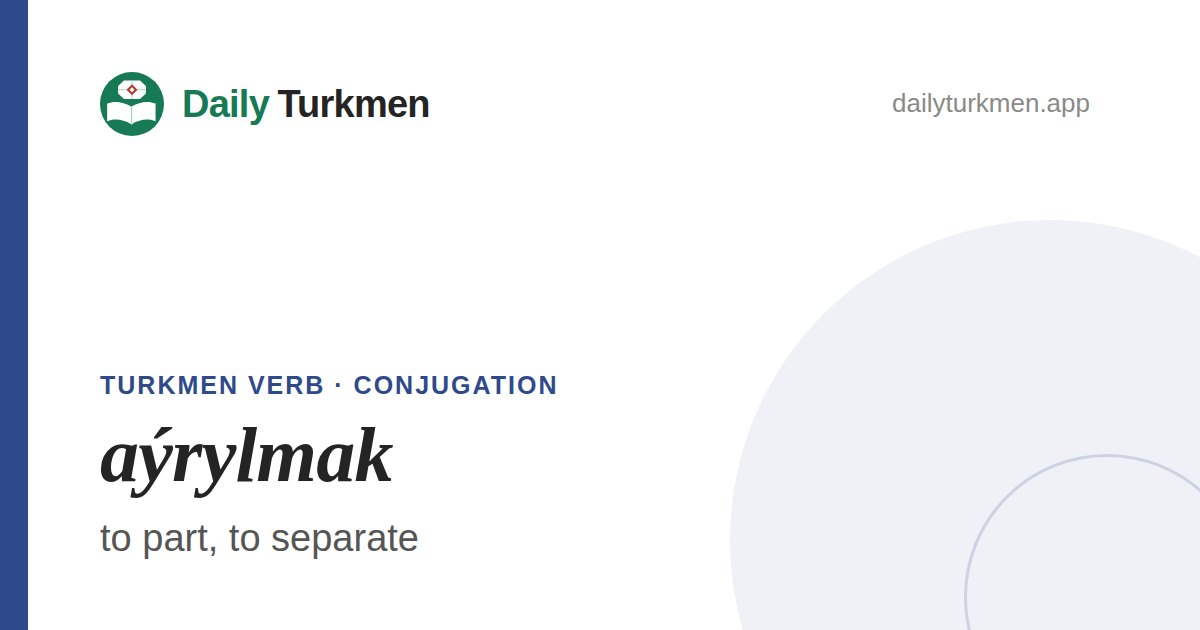 Daily Turkmen
dailyturkmen.app
TURKMEN VERB · CONJUGATION
aýrylmak
to part, to separate